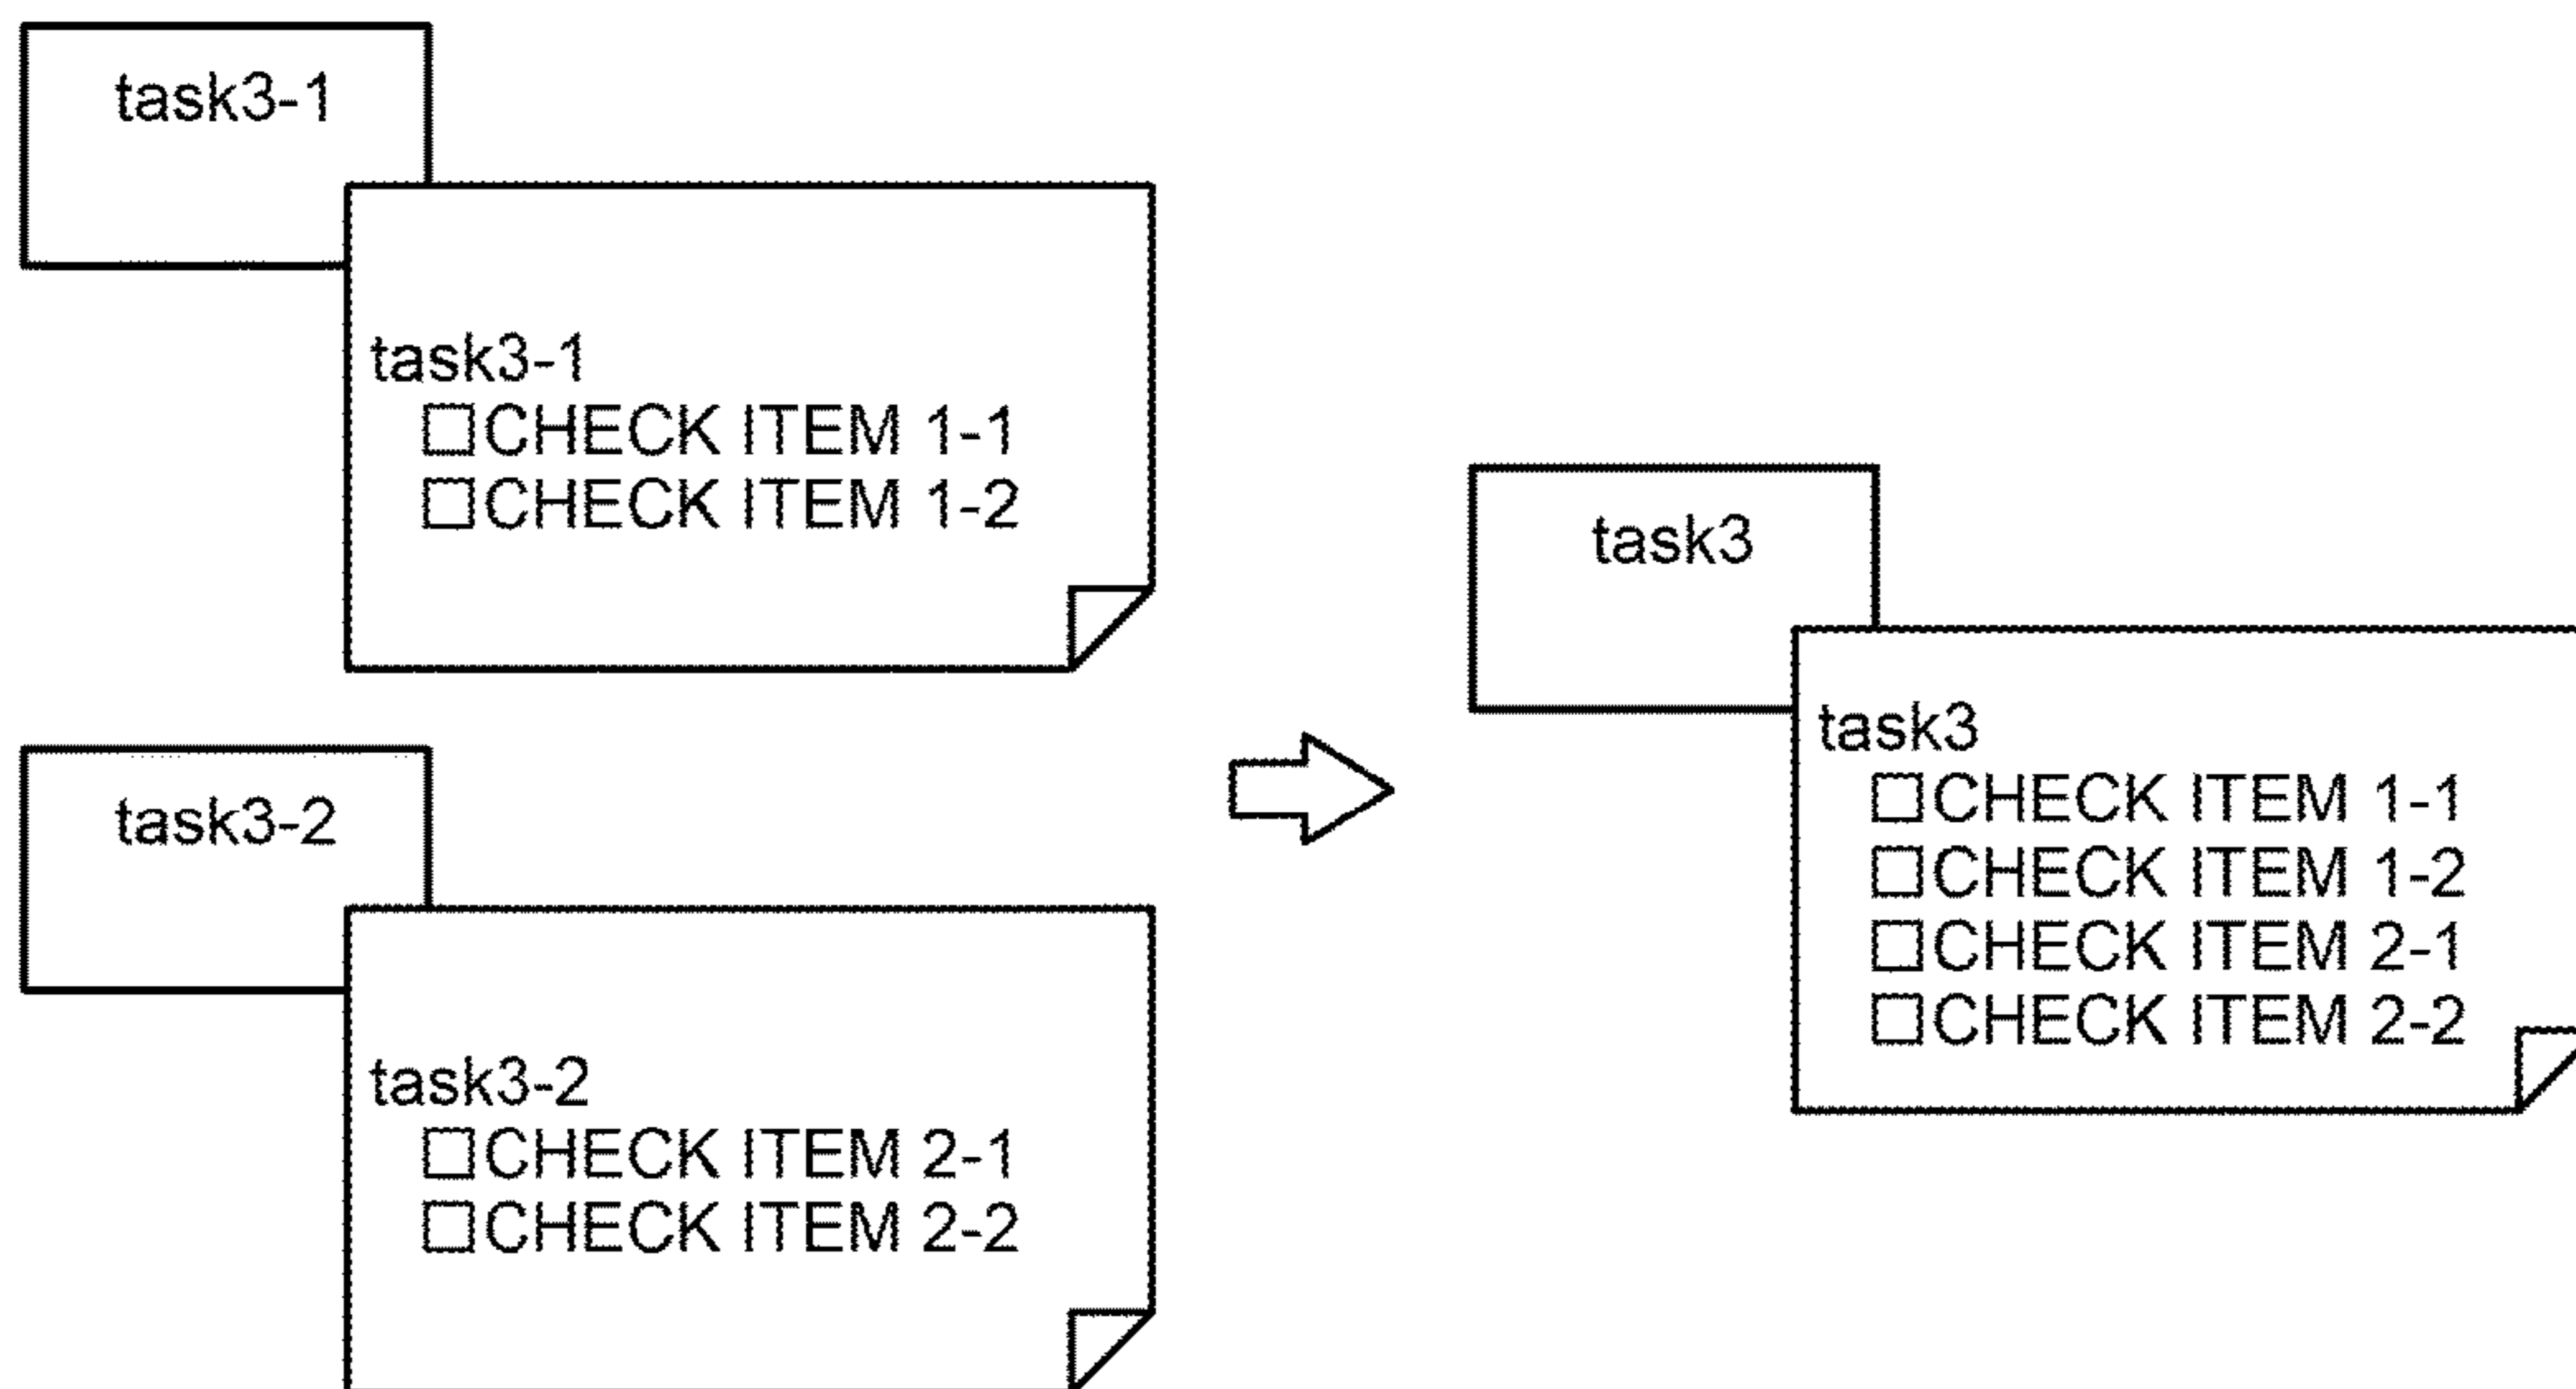 task3-1
task3-1
□CHECK ITEM 1-1
□CHECK ITEM 1-2
task3-2
task3-2
□CHECK ITEM 2-1
□CHECK ITEM 2-2
task3
task3
□CHECK ITEM 1-1
□CHECK ITEM 1-2
□CHECK ITEM 2-1
□CHECK ITEM 2-2